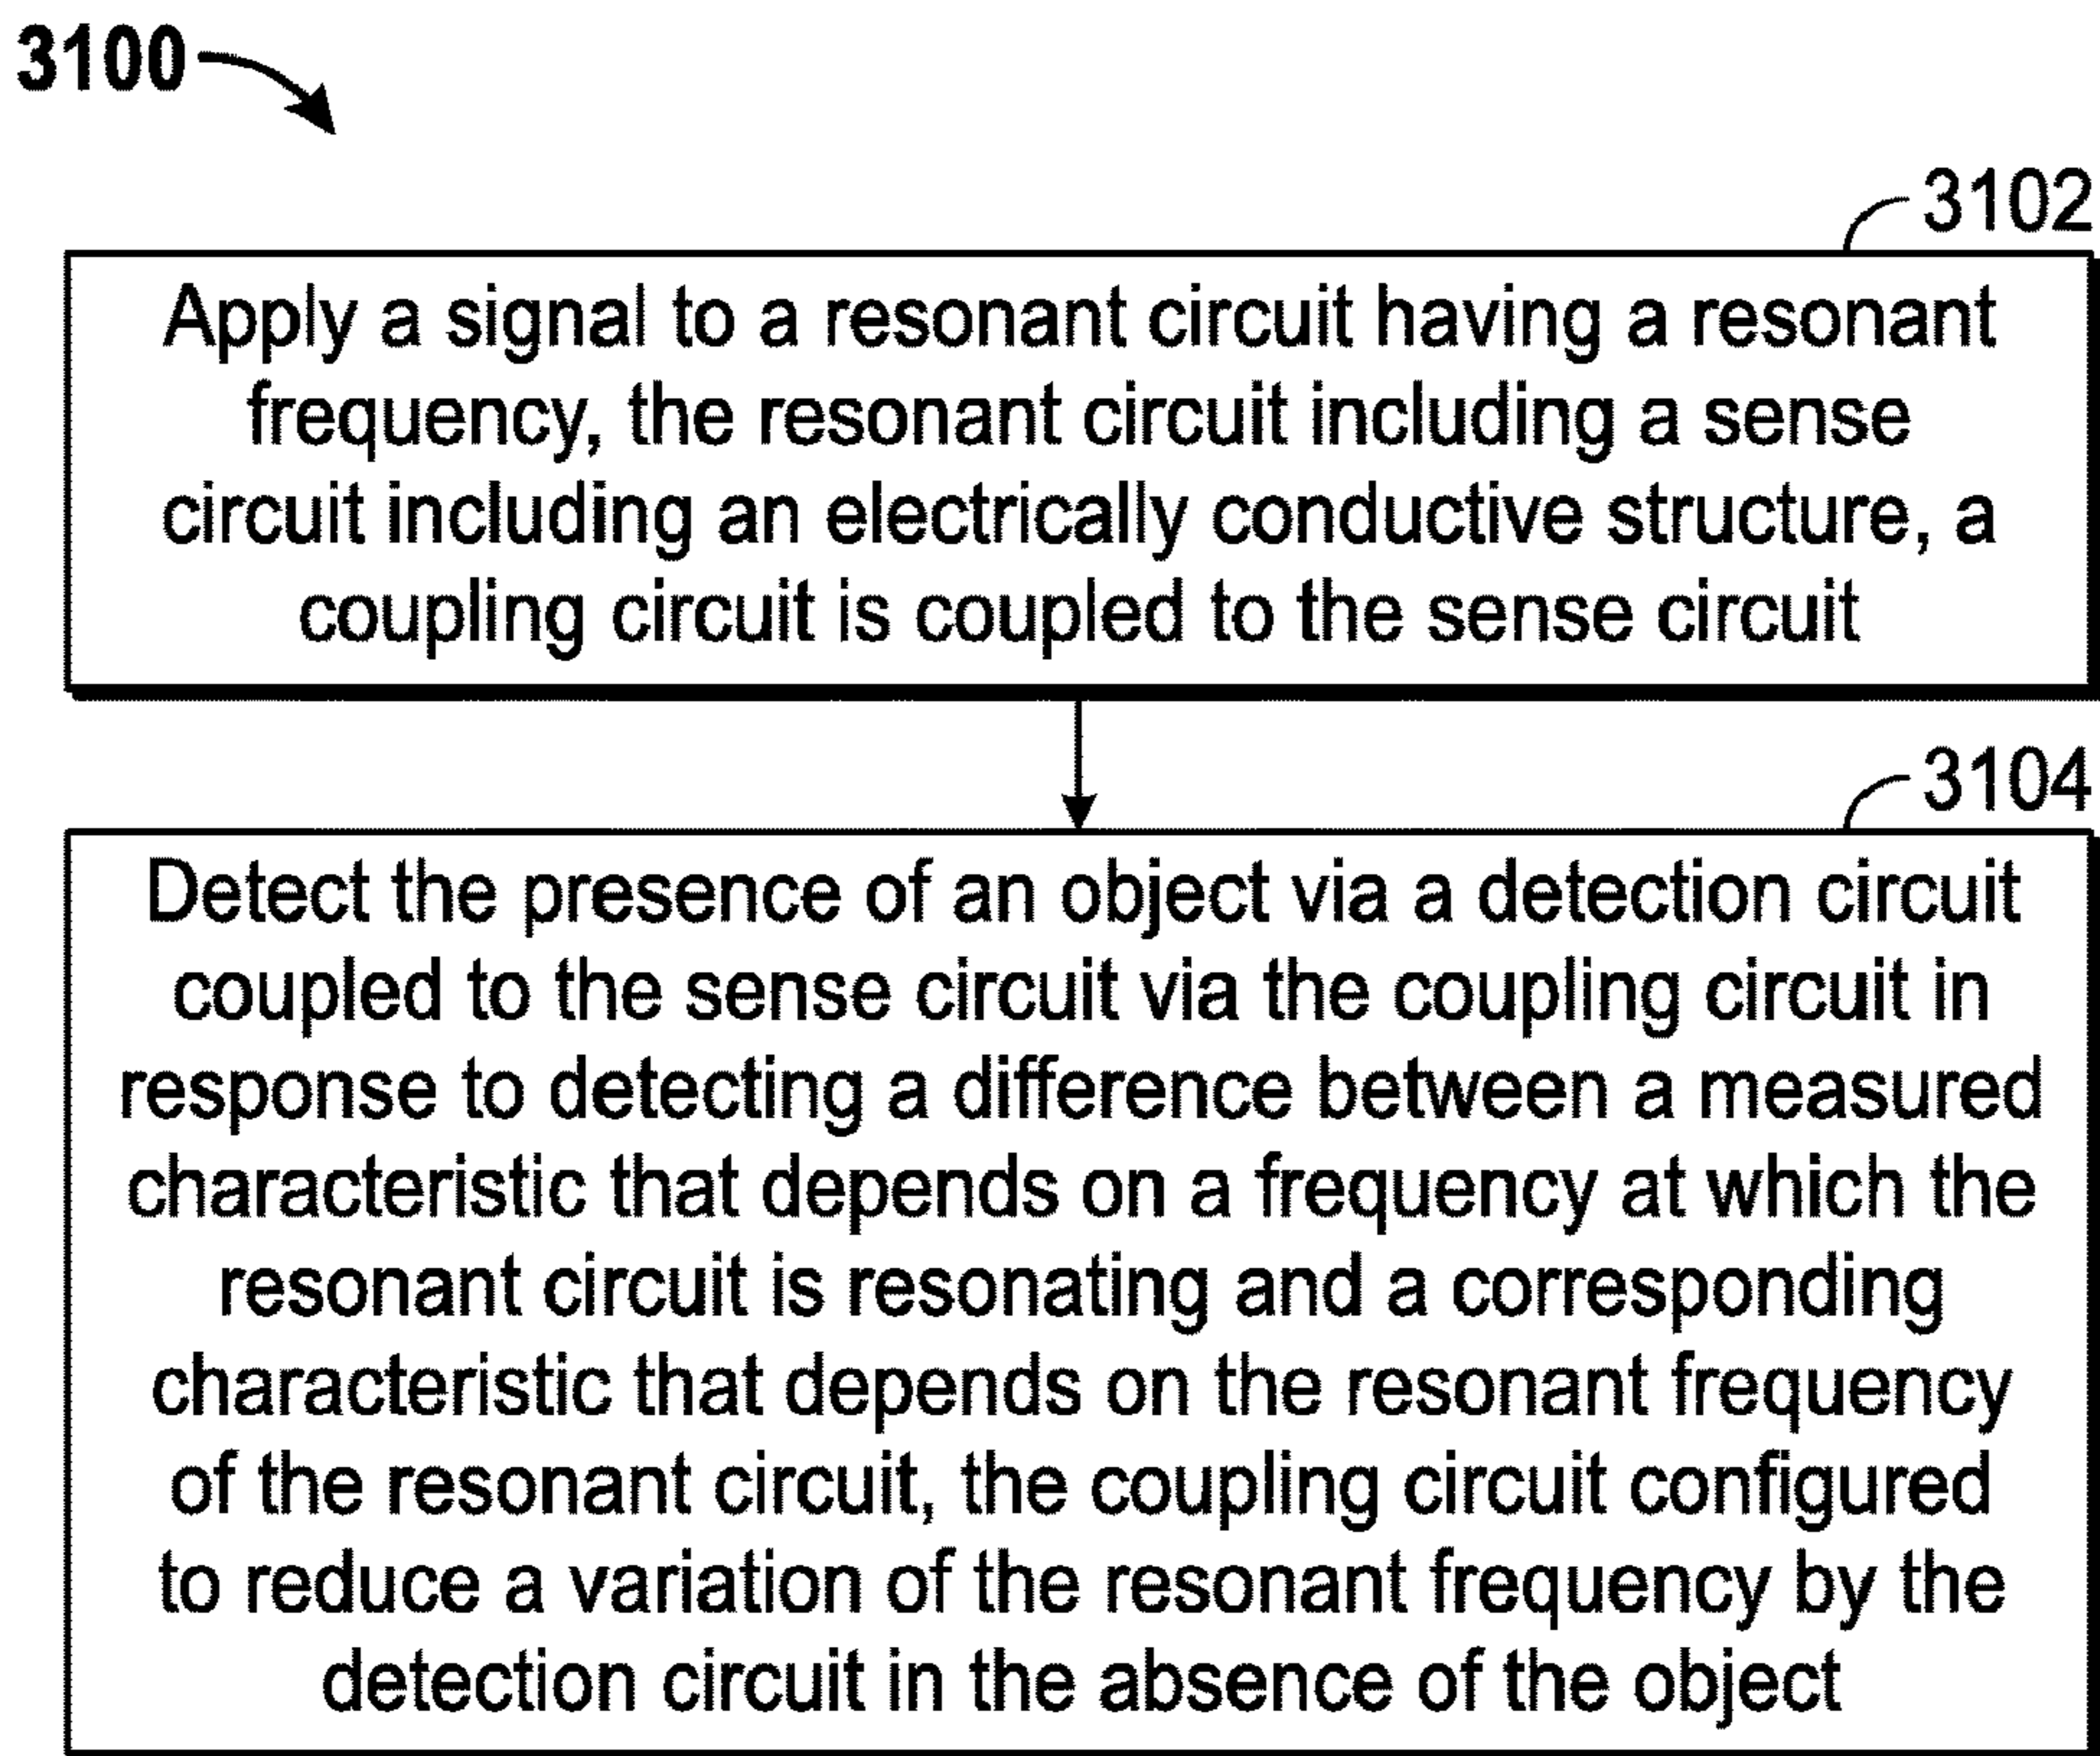 3100
3102
Apply a signal to a resonant circuit having a resonant
frequency, the resonant circuit including a sense
circuit including an electrically conductive structure, a
coupling circuit is coupled to the sense circuit
3104
Detect the presence of an object via a detection circuit
coupled to the sense circuit via the coupling circuit in
response to detecting a difference between a measured
characteristic that depends on a frequency at which the
resonant circuit is resonating and a corresponding
characteristic that depends on the resonant frequency
of the resonant circuit, the coupling circuit configured
to reduce a variation of the resonant frequency by the
detection circuit in the absence of the object